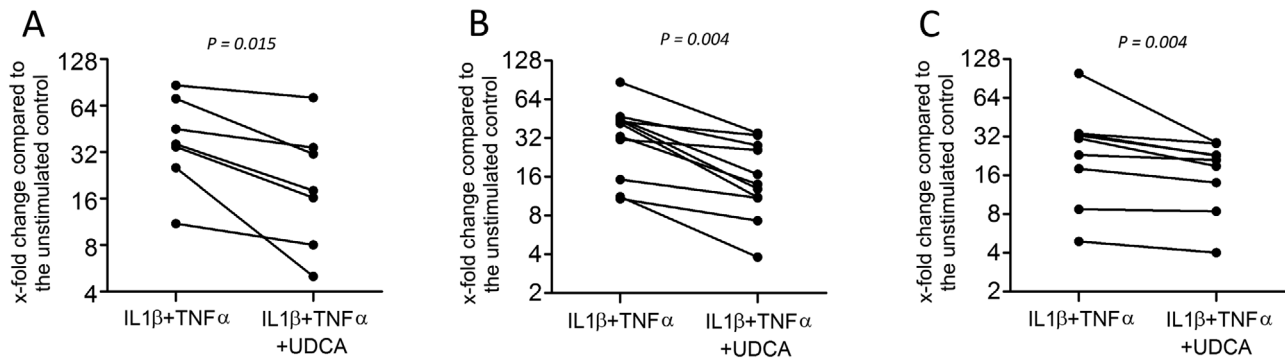 A
P = 0.015
x-fold change compared to
the unstimulated control
128
64
32
16
8
4
IL1β+TNFα
IL1β+TNFα
+UDCA
B
P = 0.004
x-fold change compared to
the unstimulated control
128
64
32
16
8
4
2
IL1β+TNFα
IL1β+TNFα
+UDCA
C
P = 0.004
x-fold change compared to
the unstimulated control
128
64
32
16
8
4
2
IL1β+TNFα
IL1β+TNFα
+UDCA